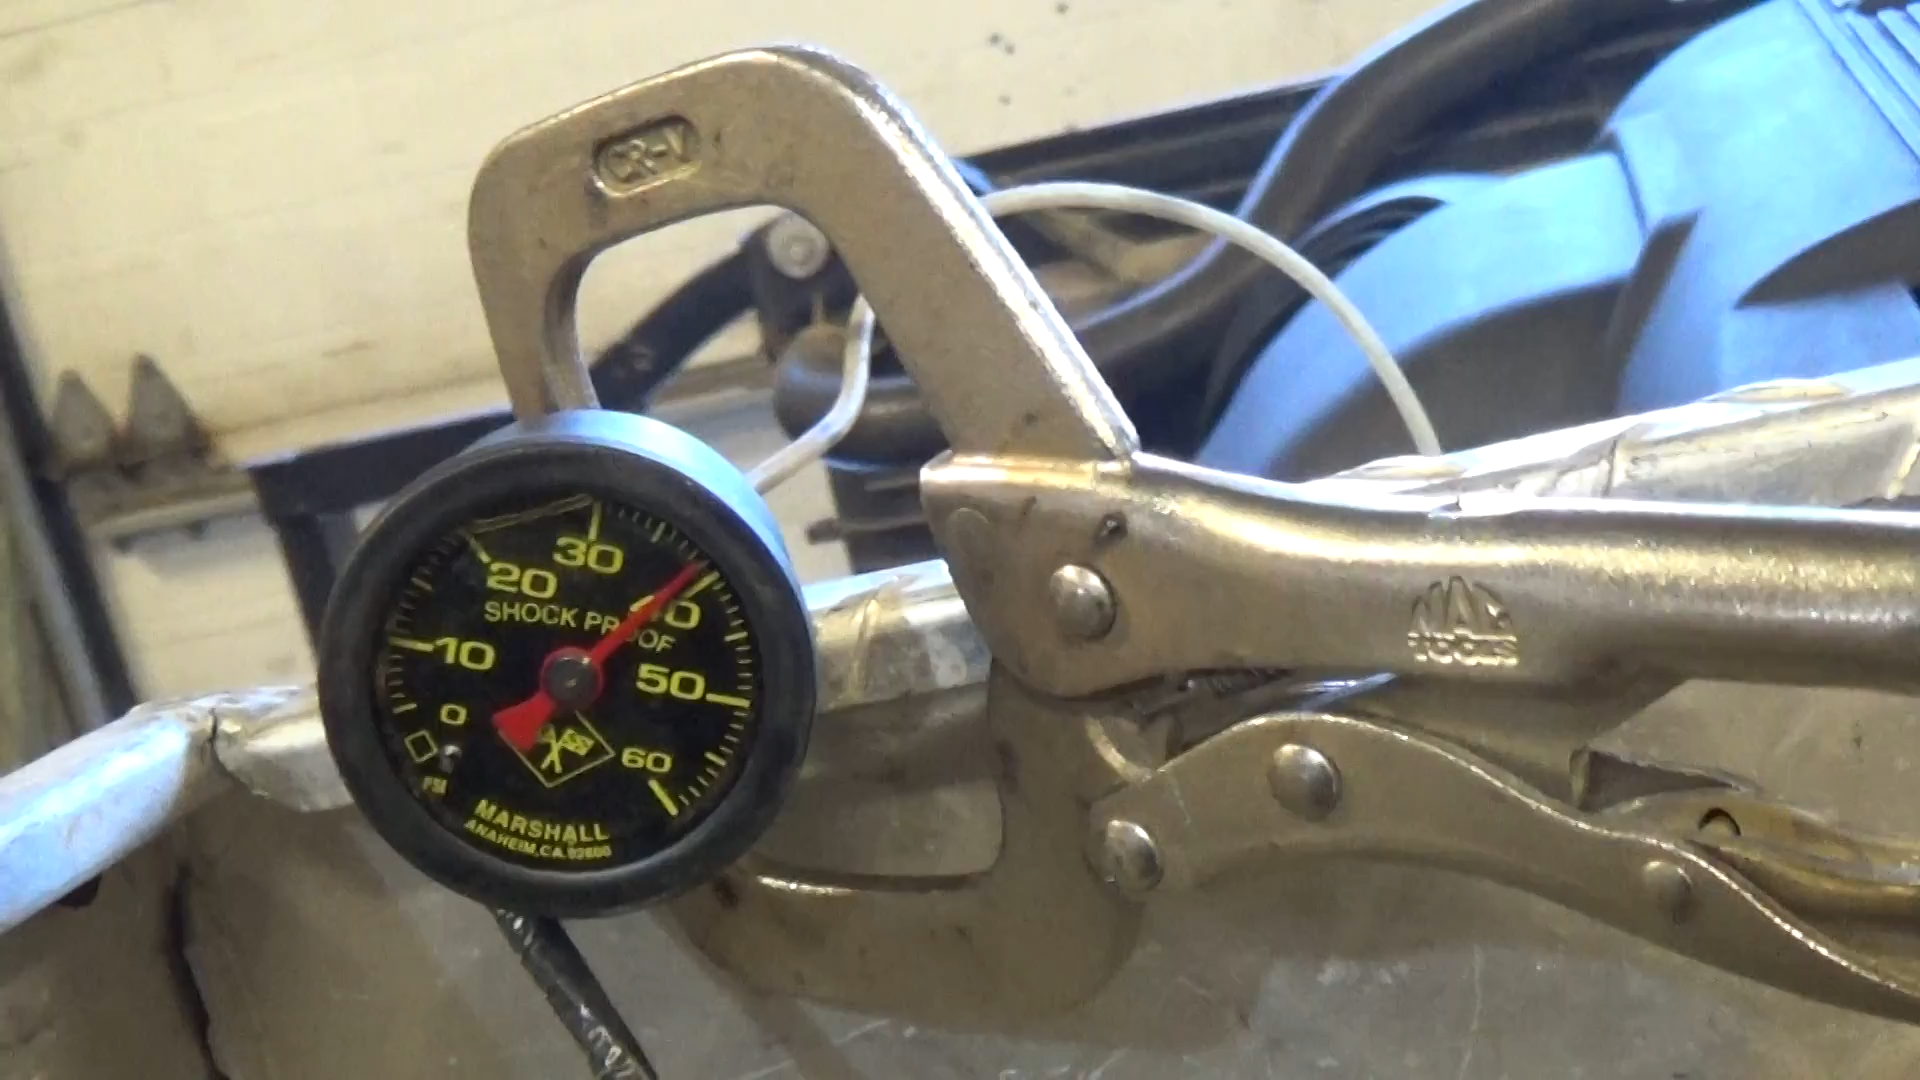 CR-V
30
20
40
SHOCK PROOF
10
50
0
60
PSI
MARSHALL
ANAHEIM, CA.
MAC
TOOLS